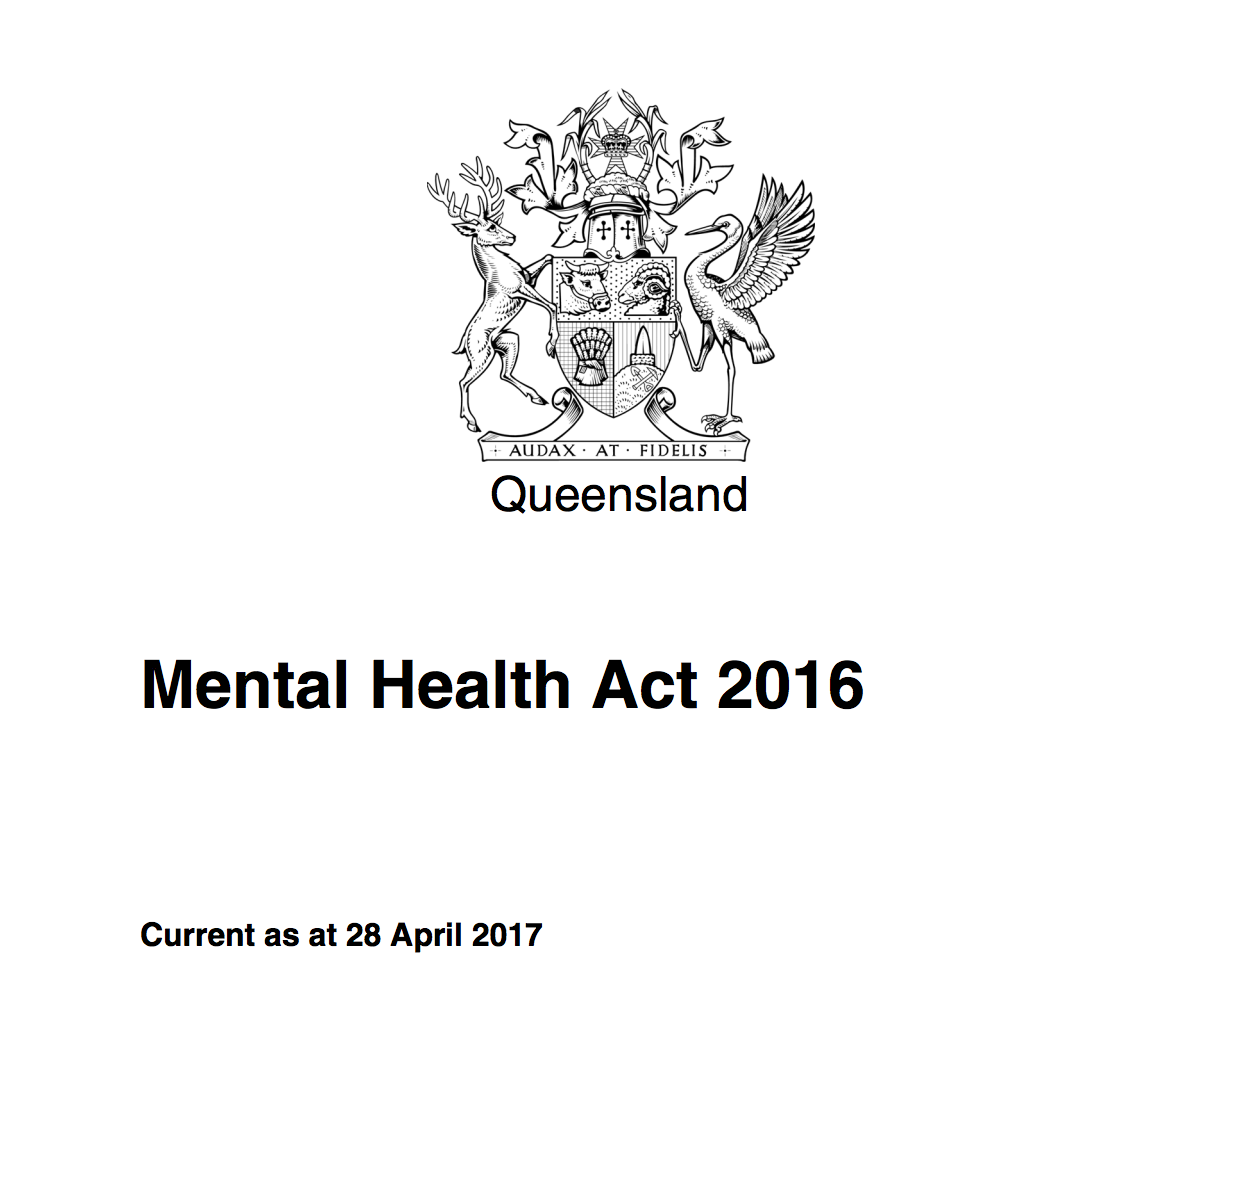 AUDAX · AT · FIDELIS
Queensland
Mental Health Act 2016
Current as at 28 April 2017